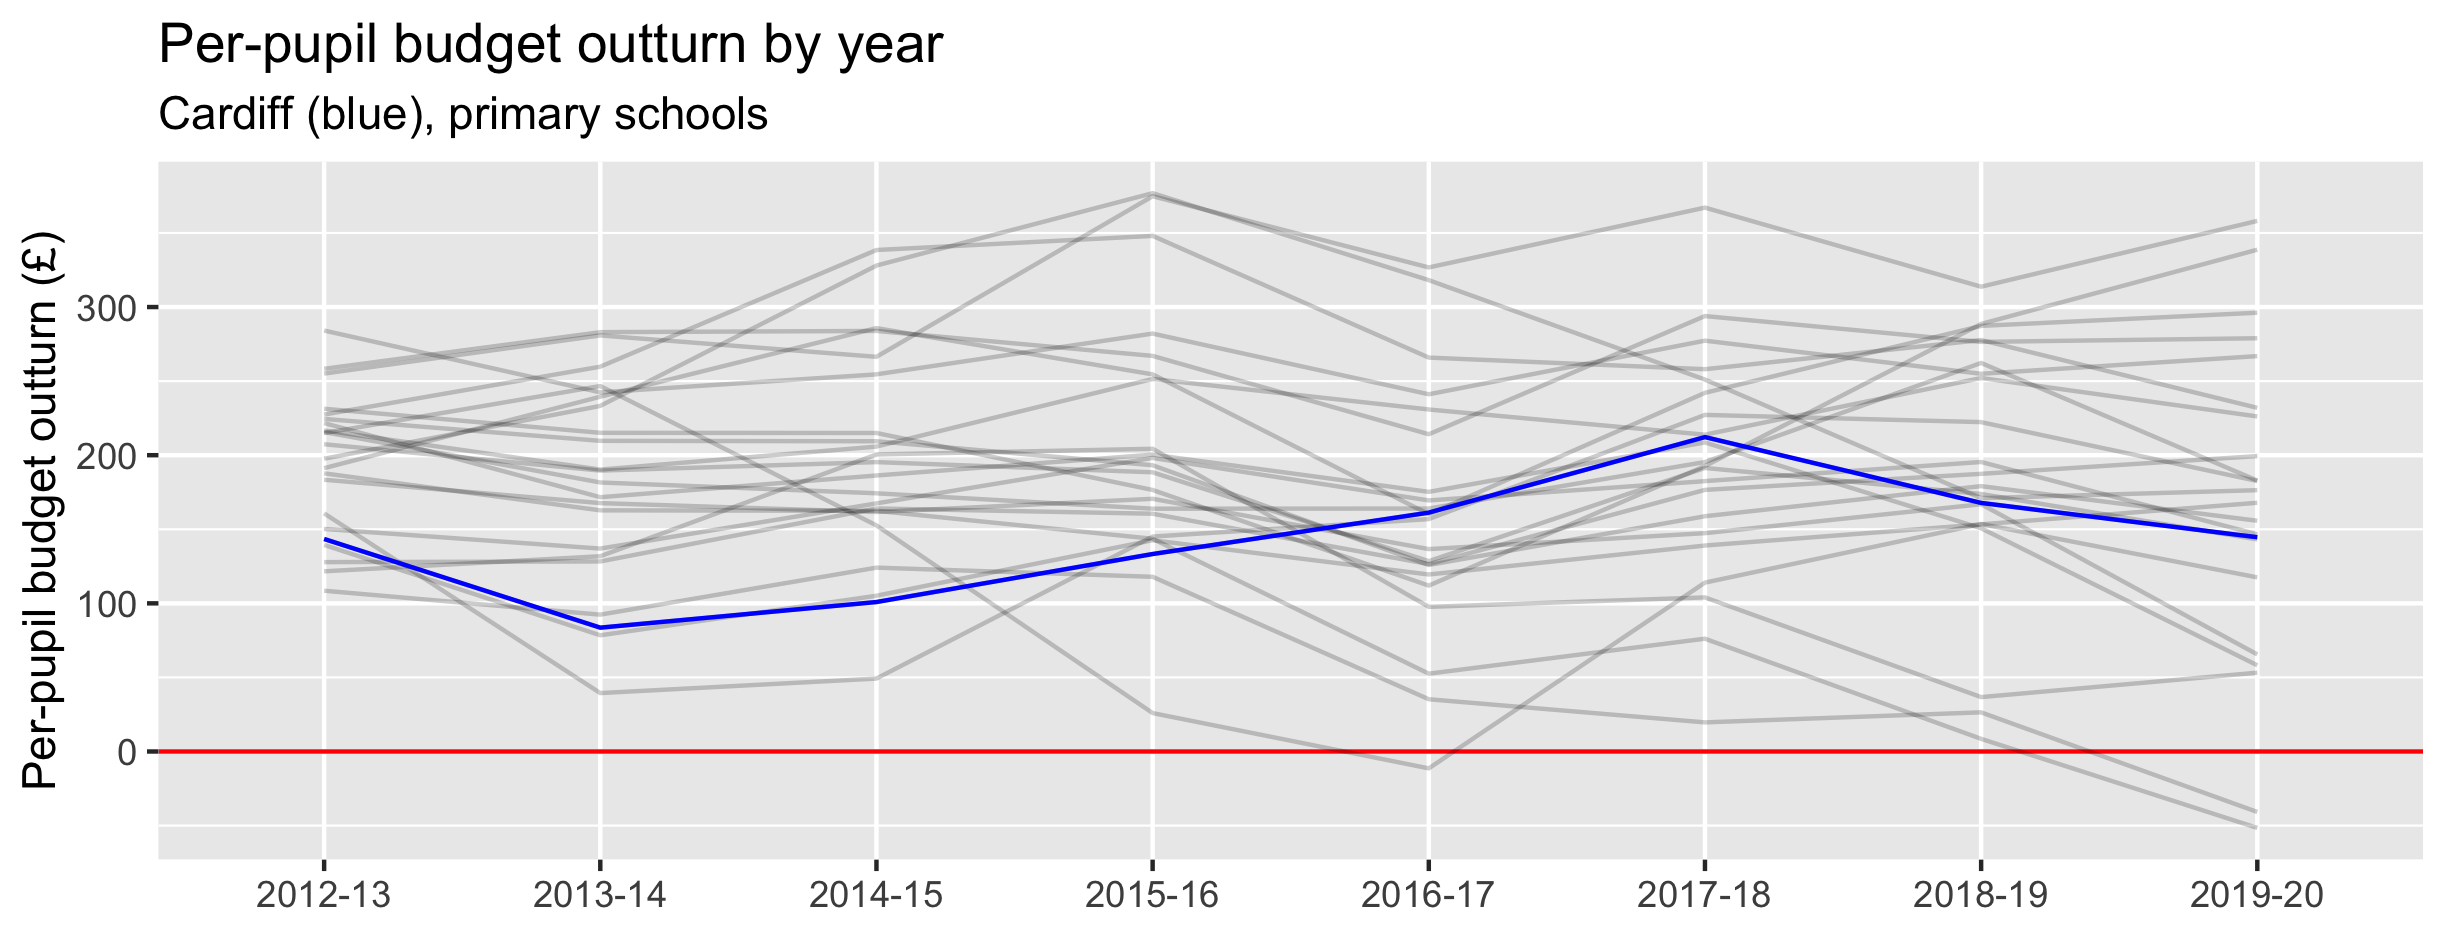 Per-pupil budget outturn by year
Cardiff (blue), primary schools
Per-pupil budget outturn (£)
300
200
100
0
2012-13 2013-14 2014-15 2015-16 2016-17 2017-18 2018-19 2019-20